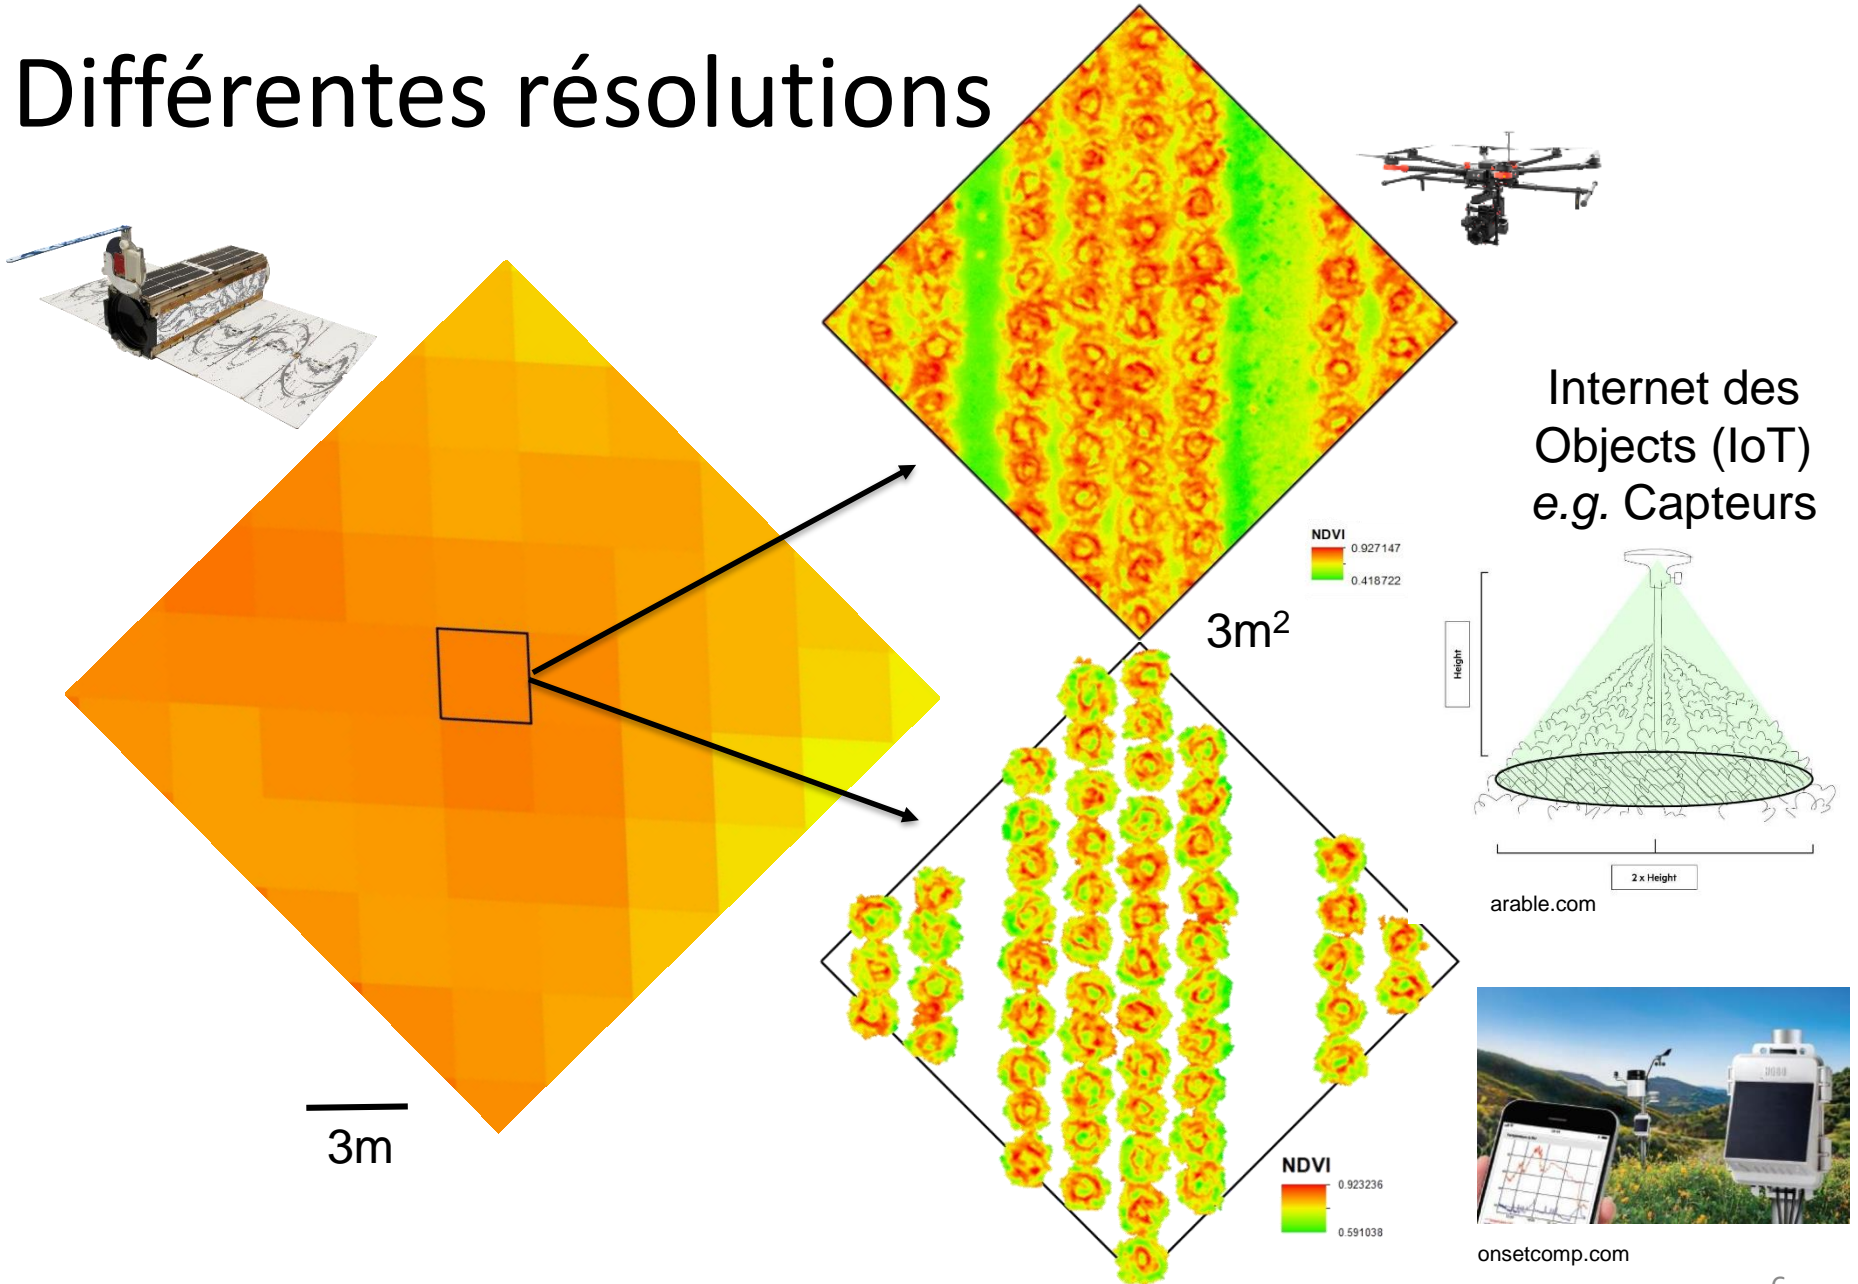 Différentes résolutions
NDVI
0.927147
0.418722
3m²
Internet des
Objects (IoT)
e.g. Capteurs
Height
2 x Height
arable.com
3m
NDVI
0.923236
0.591038
onsetcomp.com